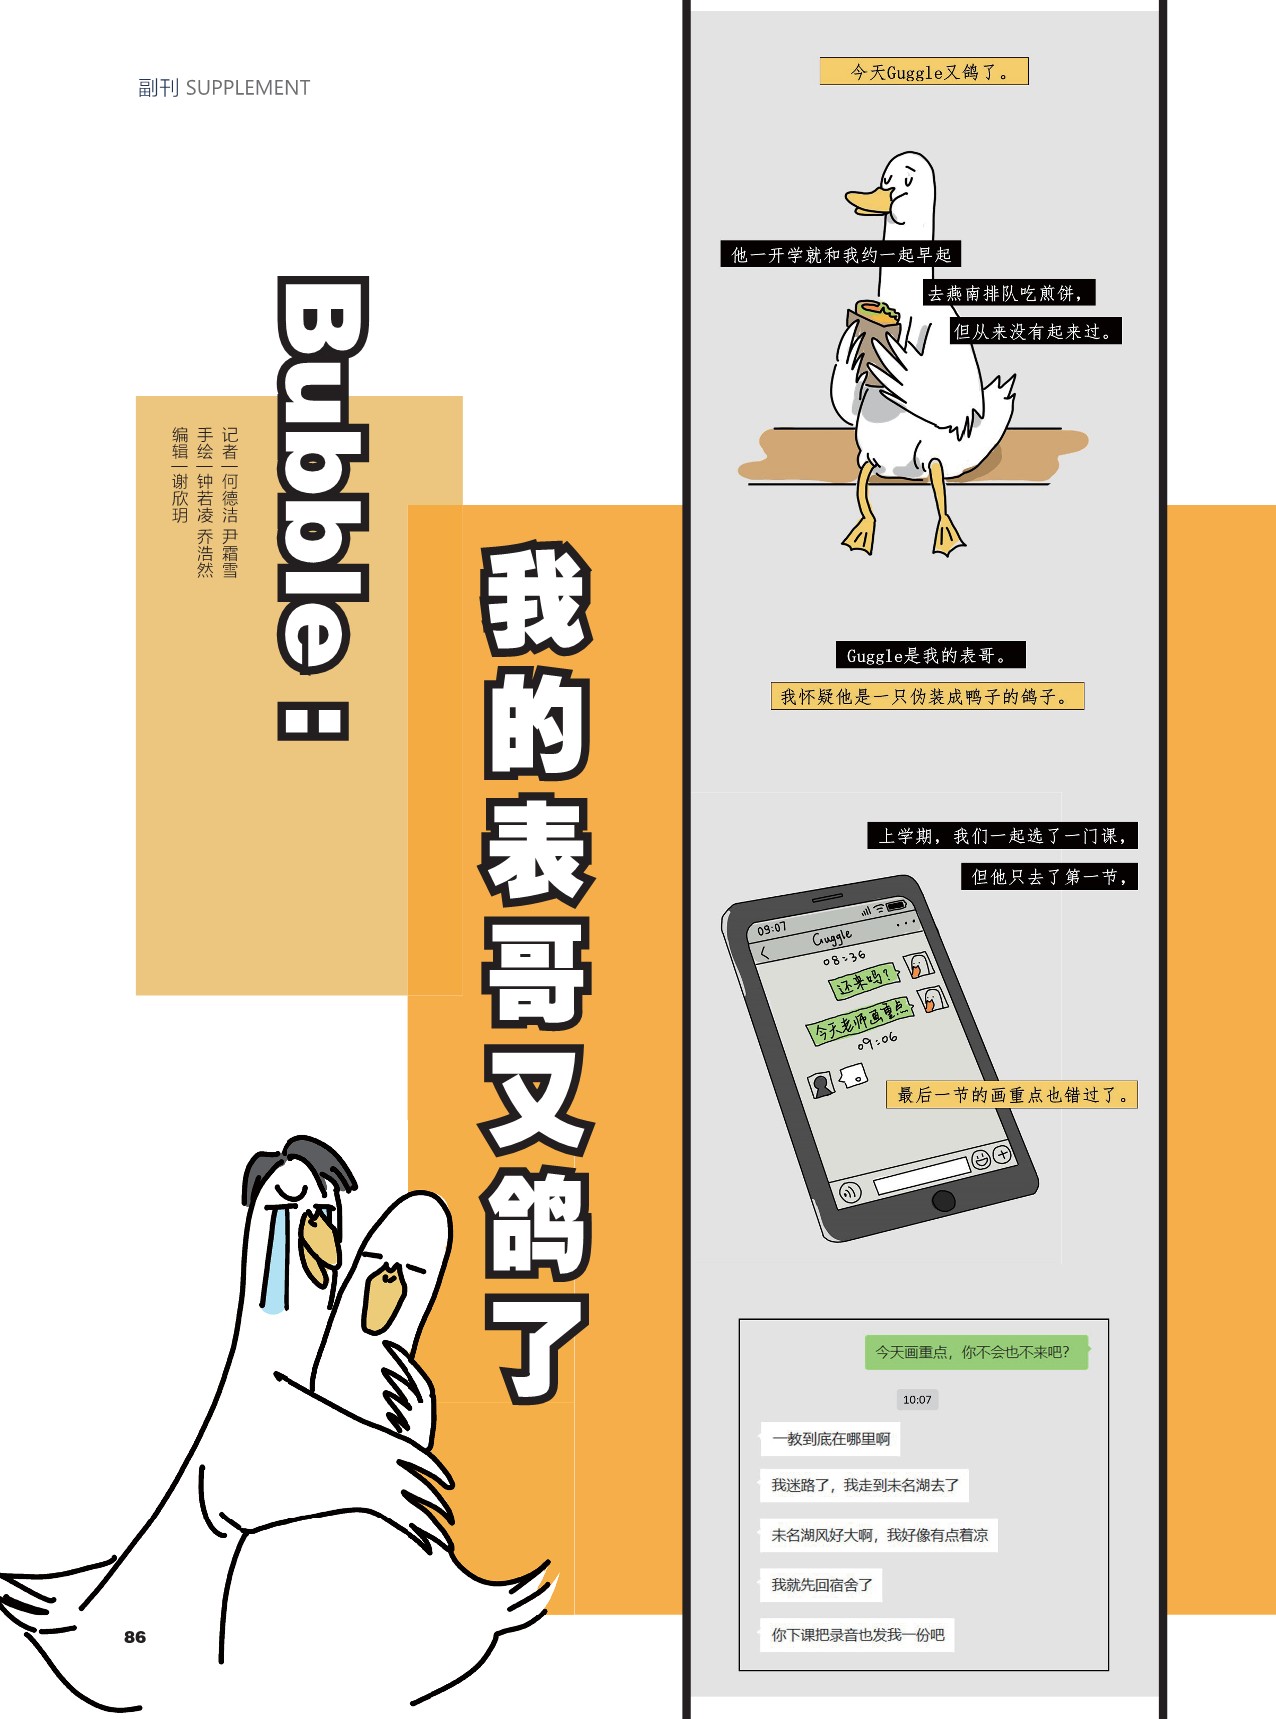 副刊 SUPPLEMENT
Bubble：
我的表哥又鸽了
记者|何德洁 尹霜雪
手绘|钟若凌 乔浩然
编辑|谢欣玥
今天Guggle又鸽了。
他一开学就和我约一起早起
去燕南排队吃煎饼，
但从来没有起来过。
Guggle是我的表哥。
我怀疑他是一只伪装成鸭子的鸽子。
上学期，我们一起选了一门课，
但他只去了第一节，
09:07
Guggle
08:36
还来吗？
今天老师画重点
09:06
。
最后一节的画重点也错过了。
今天画重点，你不会也不来吧？
10:07
一教到底在哪里啊
我迷路了，我走到未名湖去了
未名湖风好大啊，我好像有点着凉
我就先回宿舍了
你下课把录音也发我一份吧
86